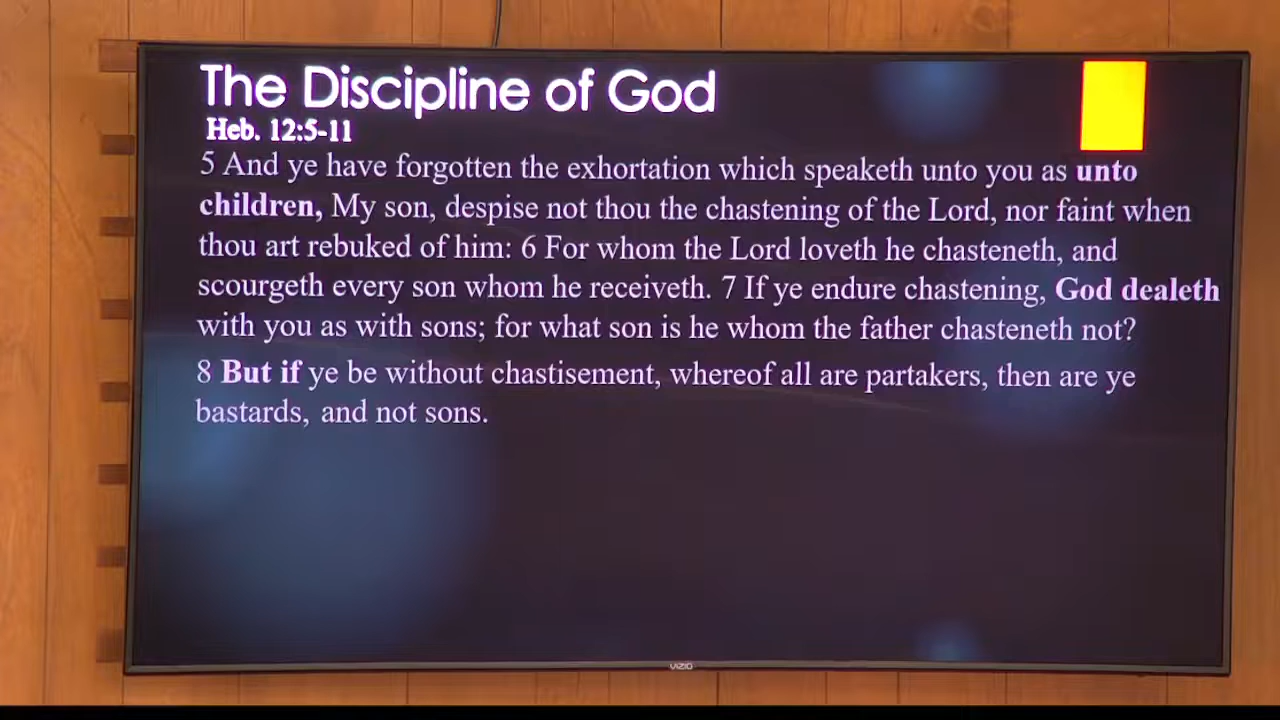 The Discipline of God
Heb. 12:5-11
5 And ye have forgotten the exhortation which speaketh unto you as unto
children, My son, despise not thou the chastening of the Lord, nor faint when
thou art rebuked of him: 6 For whom the Lord loveth he chasteneth, and
scourgeth every son whom he receiveth. 7 If ye endure chastening, God dealeth
with you as with sons; for what son is he whom the father chasteneth not?
8 But if ye be without chastisement, whereof all are partakers, then are ye
bastards, and not sons.
VIZIO